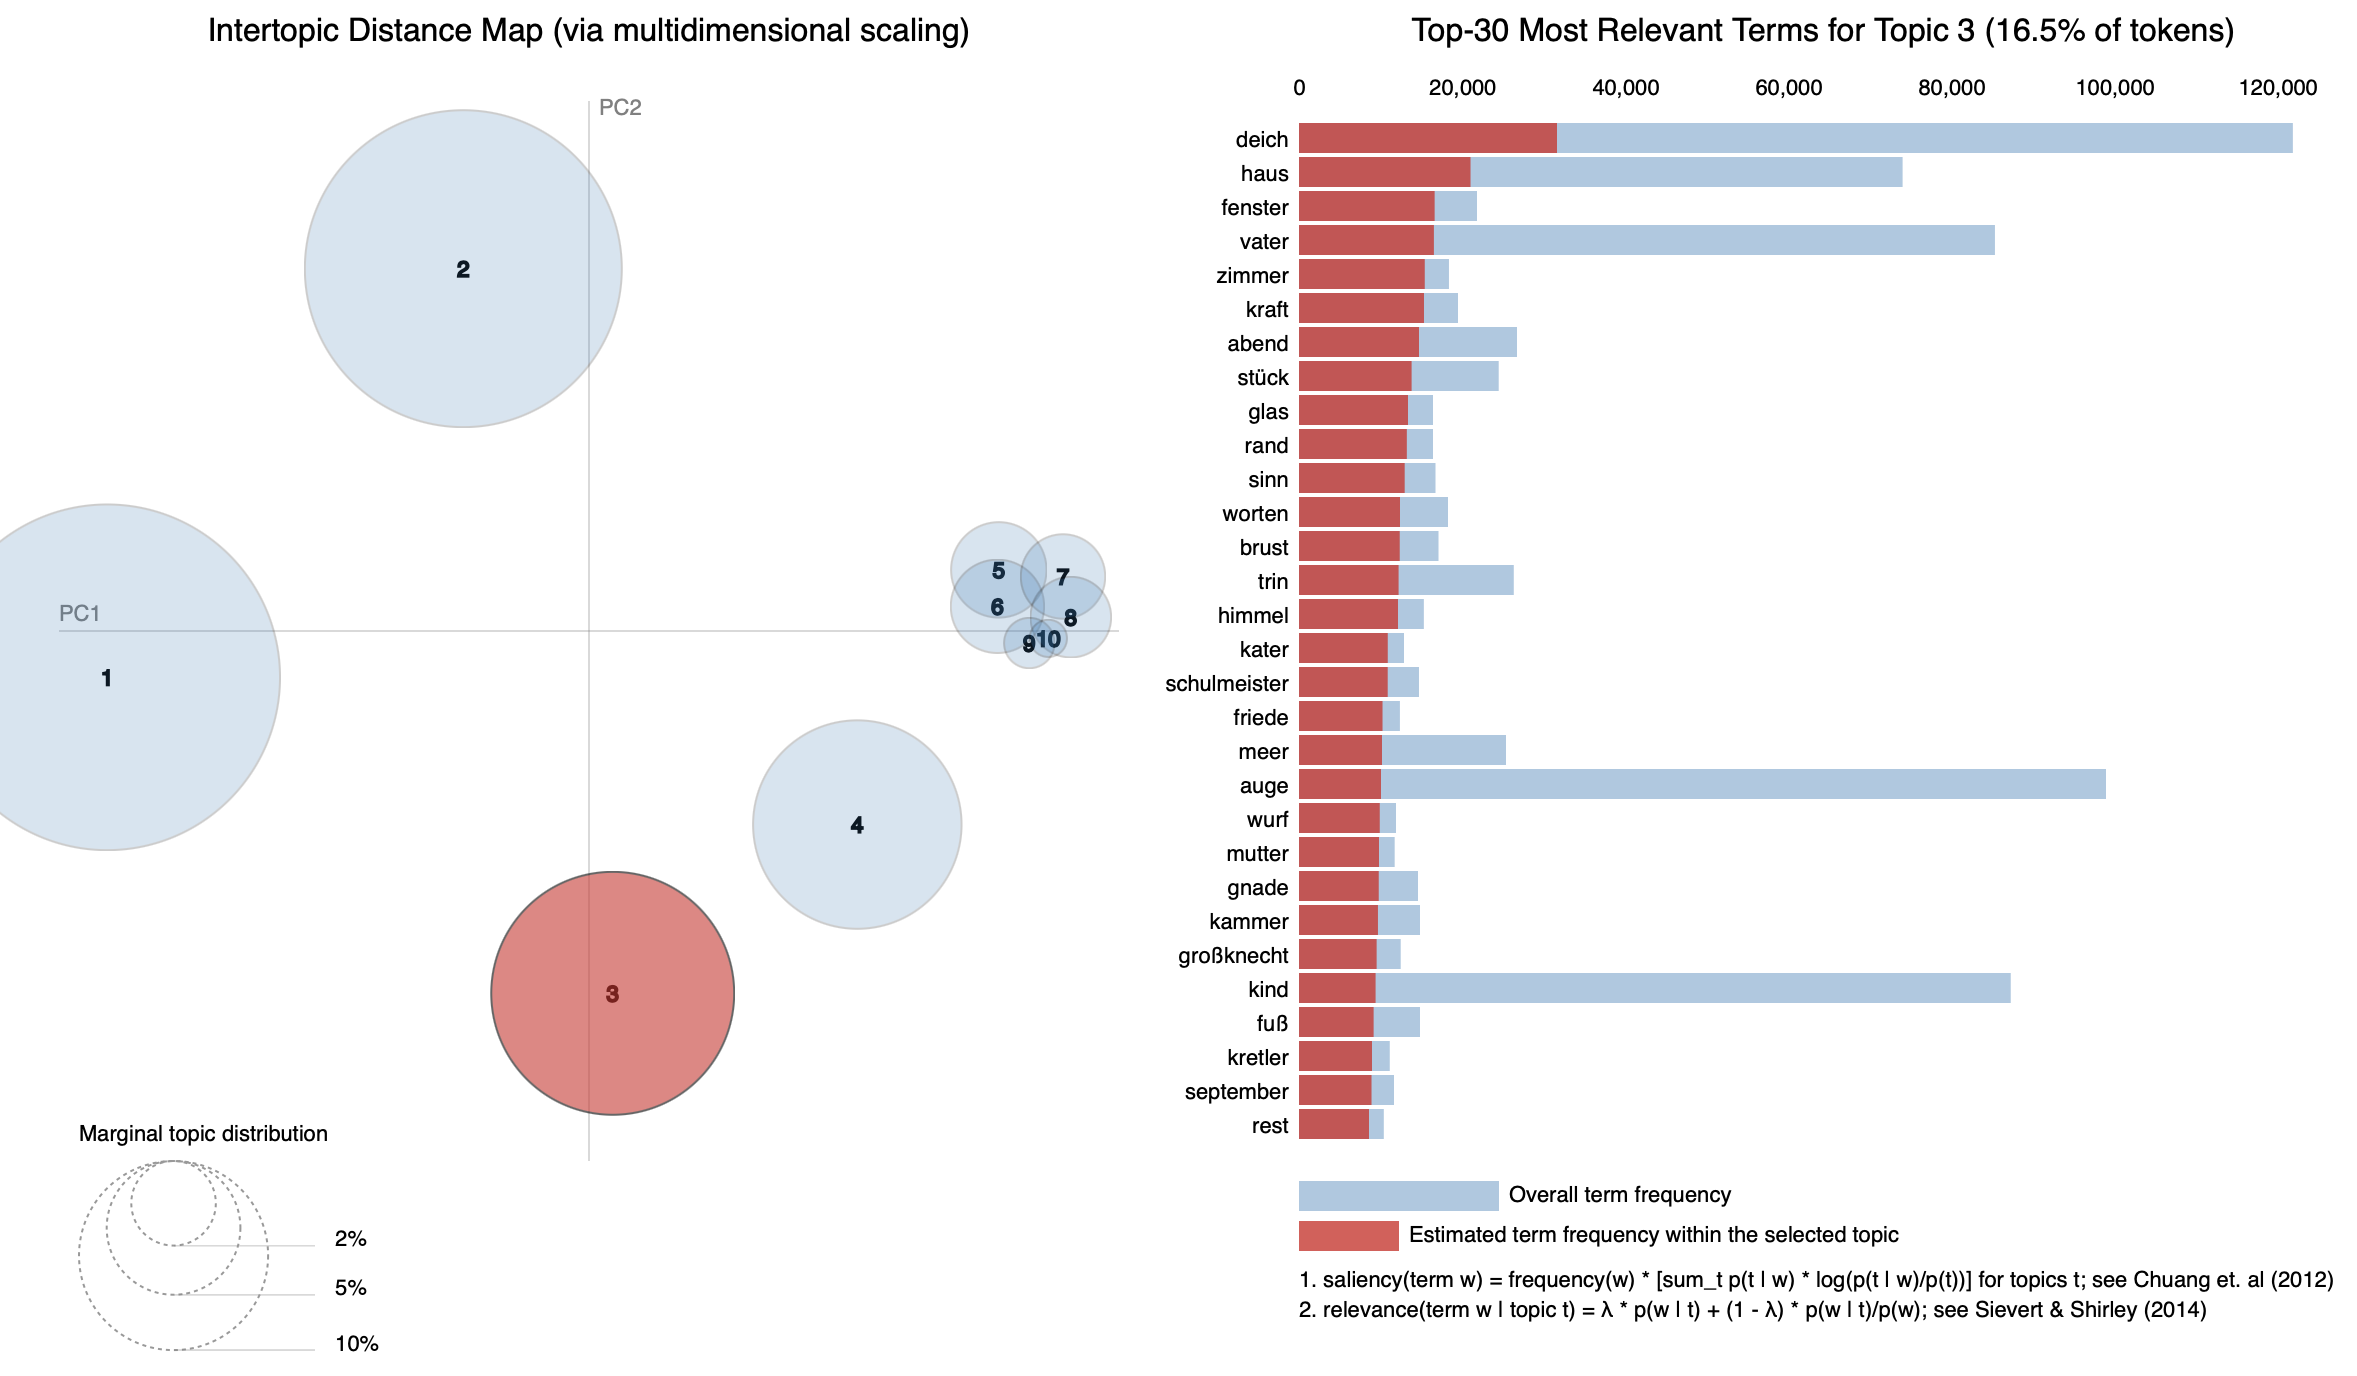 Intertopic Distance Map (via multidimensional scaling)
PC2
PC1
1
2
3
4
5
6
7
8
9
10
Marginal topic distribution
2%
5%
10%
Top-30 Most Relevant Terms for Topic 3 (16.5% of tokens)
0 20,000 40,000 60,000 80,000 100,000 120,000
deich
haus
fenster
vater
zimmer
kraft
abend
stück
glas
rand
sinn
worten
brust
trin
himmel
kater
schulmeister
friede
meer
auge
wurf
mutter
gnade
kammer
großknecht
kind
fuß
kretler
september
rest
Overall term frequency
Estimated term frequency within the selected topic
1. saliency(term w) = frequency(w) * [sum_t p(t | w) * log(p(t | w)/p(t))] for topics t; see Chuang et. al (2012)
2. relevance(term w | topic t) = λ * p(w | t) + (1 - λ) * p(w | t)/p(w); see Sievert & Shirley (2014)